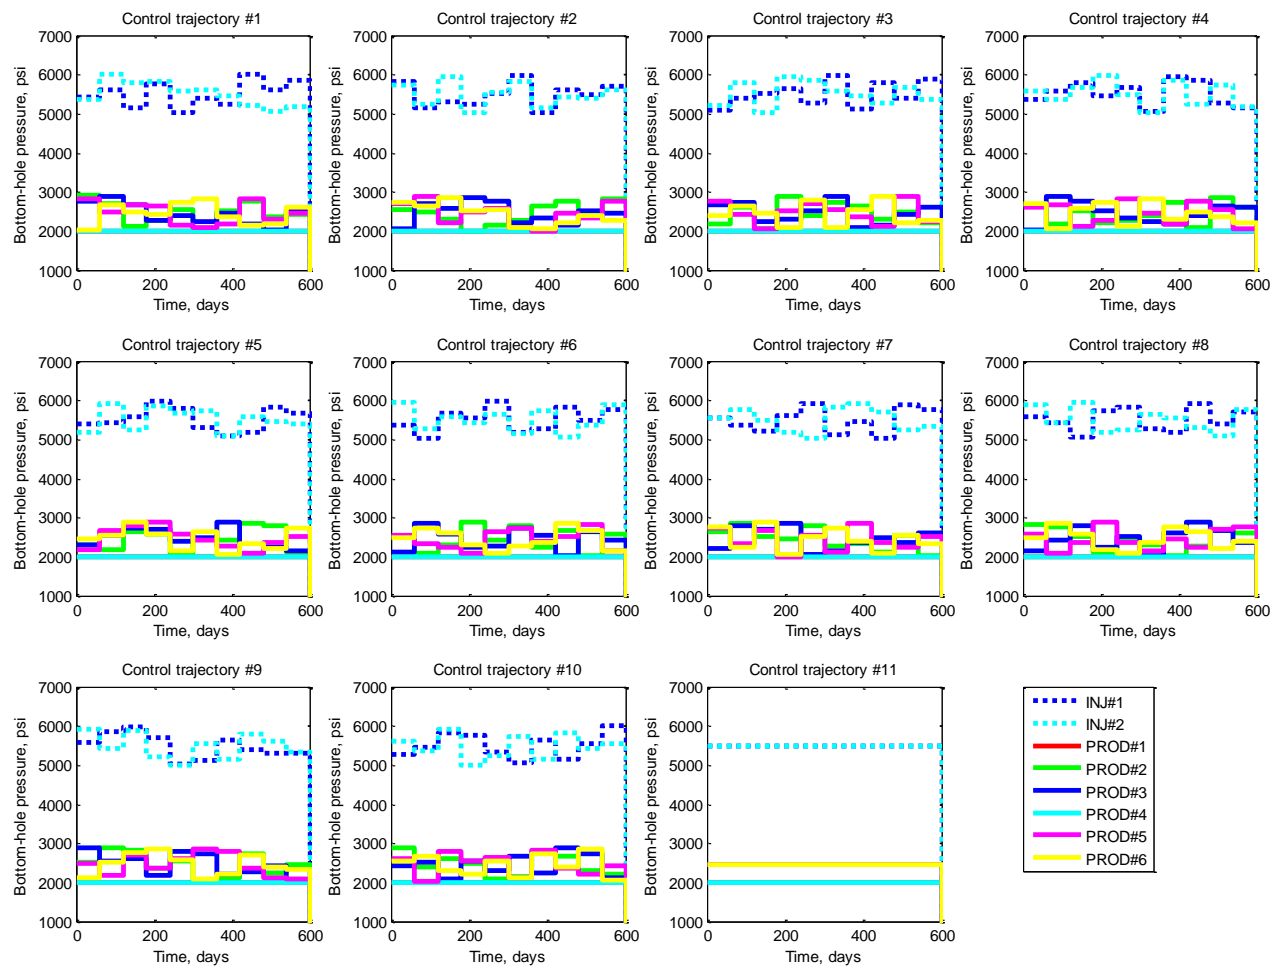 Control trajectory #1
7000
6000
5000
4000
3000
2000
1000
Bottom-hole pressure, psi
0 200 400 600
Time, days
Control trajectory #2
7000
6000
5000
4000
3000
2000
1000
Bottom-hole pressure, psi
0 200 400 600
Time, days
Control trajectory #3
7000
6000
5000
4000
3000
2000
1000
Bottom-hole pressure, psi
0 200 400 600
Time, days
Control trajectory #4
7000
6000
5000
4000
3000
2000
1000
Bottom-hole pressure, psi
0 200 400 600
Time, days
Control trajectory #5
7000
6000
5000
4000
3000
2000
1000
Bottom-hole pressure, psi
0 200 400 600
Time, days
Control trajectory #6
7000
6000
5000
4000
3000
2000
1000
Bottom-hole pressure, psi
0 200 400 600
Time, days
Control trajectory #7
7000
6000
5000
4000
3000
2000
1000
Bottom-hole pressure, psi
0 200 400 600
Time, days
Control trajectory #8
7000
6000
5000
4000
3000
2000
1000
Bottom-hole pressure, psi
0 200 400 600
Time, days
Control trajectory #9
7000
6000
5000
4000
3000
2000
1000
Bottom-hole pressure, psi
0 200 400 600
Time, days
Control trajectory #10
7000
6000
5000
4000
3000
2000
1000
Bottom-hole pressure, psi
0 200 400 600
Time, days
Control trajectory #11
7000
6000
5000
4000
3000
2000
1000
Bottom-hole pressure, psi
0 200 400 600
Time, days
INJ#1
INJ#2
PROD#1
PROD#2
PROD#3
PROD#4
PROD#5
PROD#6